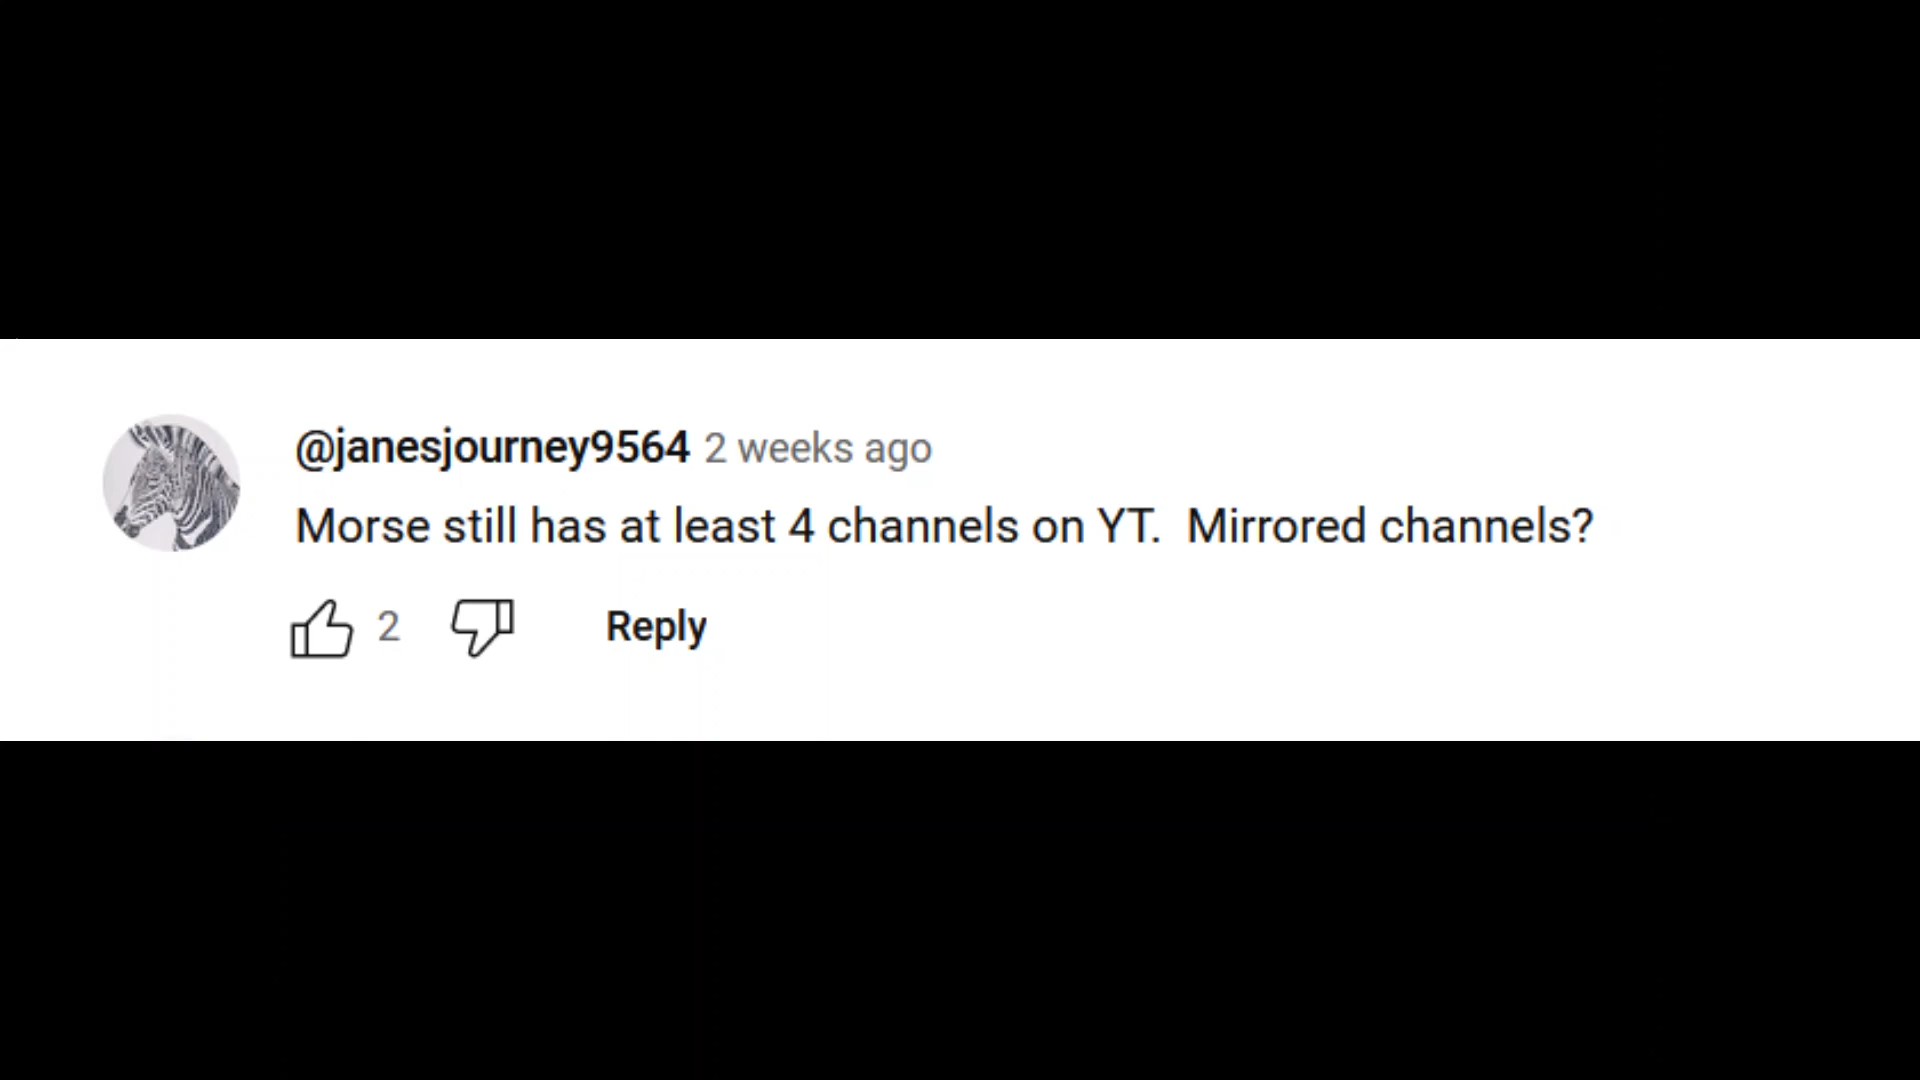 @janesjourney9564 2 weeks ago
Morse still has at least 4 channels on YT.  Mirrored channels?
2 Reply